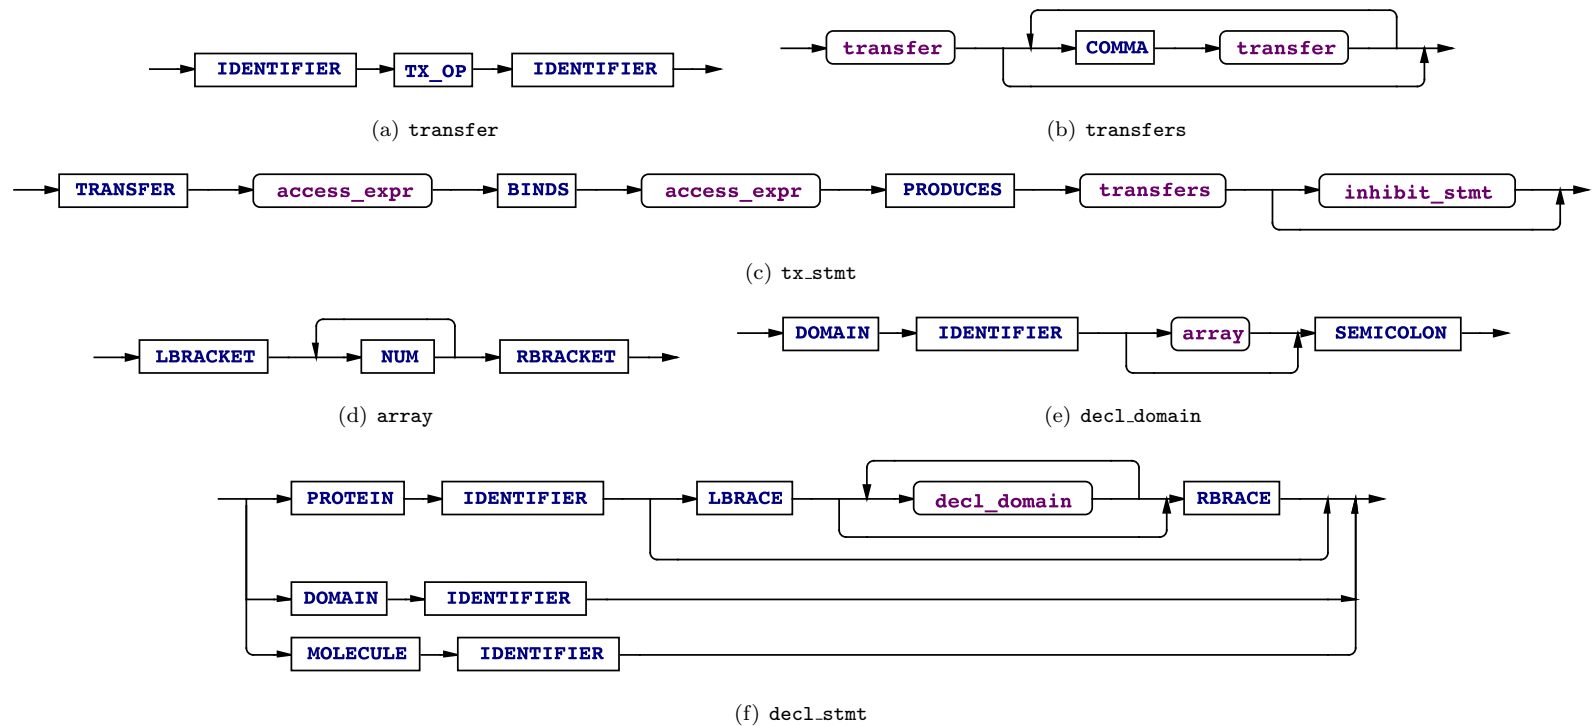 IDENTIFIER TX_OP IDENTIFIER
(a) transfer
transfer COMMA transfer
(b) transfers
TRANSFER access_expr BINDS access_expr PRODUCES transfers inhibit_stmt
(c) tx_stmt
LBRACKET NUM RBRACKET
(d) array
DOMAIN IDENTIFIER array SEMICOLON
(e) decl_domain
PROTEIN IDENTIFIER LBRACE decl_domain RBRACE
DOMAIN IDENTIFIER
MOLECULE IDENTIFIER
(f) decl_stmt